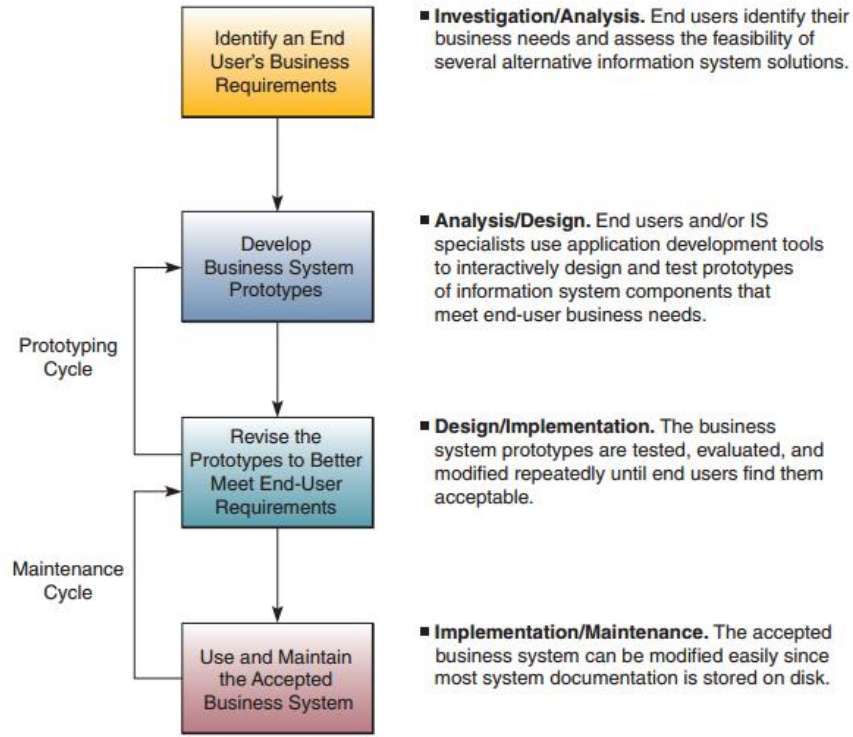 Identify an End
User's Business
Requirements
■ Investigation/Analysis. End users identify their
business needs and assess the feasibility of
several alternative information system solutions.
Develop
Business System
Prototypes
■ Analysis/Design. End users and/or IS
specialists use application development tools
to interactively design and test prototypes
of information system components that
meet end-user business needs.
Prototyping
Cycle
Revise the
Prototypes to Better
Meet End-User
Requirements
■ Design/Implementation. The business
system prototypes are tested, evaluated, and
modified repeatedly until end users find them
acceptable.
Maintenance
Cycle
Use and Maintain
the Accepted
Business System
■ Implementation/Maintenance. The accepted
business system can be modified easily since
most system documentation is stored on disk.